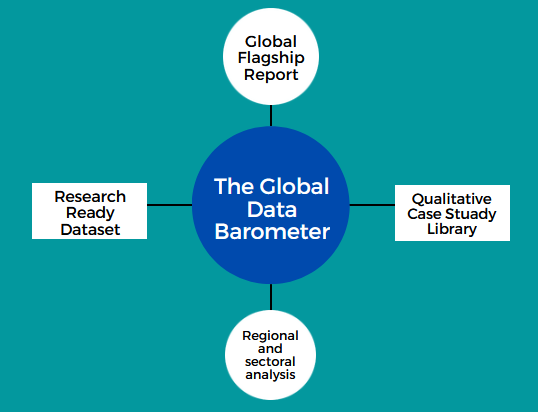 Global
Flagship
Report
The Global
Data
Barometer
Research
Ready
Dataset
Qualitative
Case Stuady
Library
Regional
and
sectoral
analysis